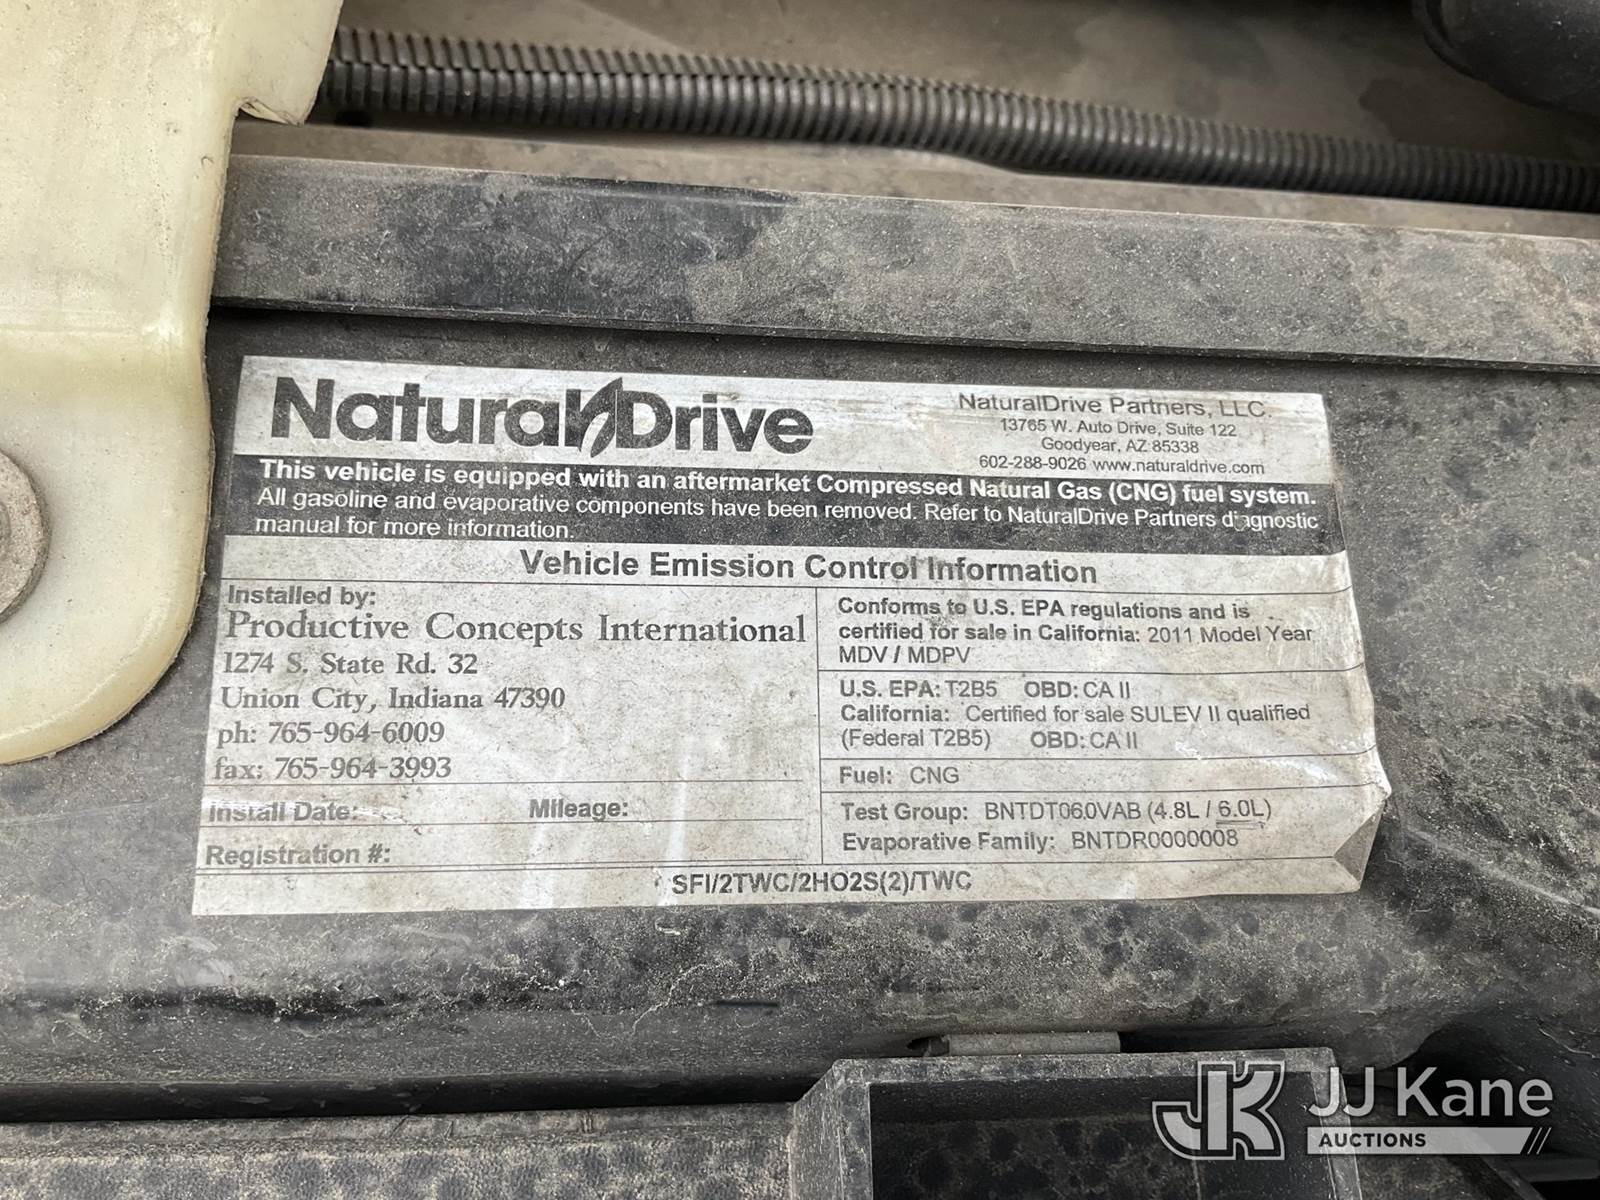 NaturalDrive
NaturalDrive Partners, LLC.
13765 W. Auto Drive, Suite 122
Goodyear, AZ 85338
602-288-9026 www.naturaldrive.com
This vehicle is equipped with an aftermarket Compressed Natural Gas (CNG) fuel system.
All gasoline and evaporative components have been removed. Refer to NaturalDrive Partners diagnostic
manual for more information.
Vehicle Emission Control Information
Installed by:
Productive Concepts International
1274 S. State Rd. 32
Union City, Indiana 47390
ph: 765-964-6009
fax: 765-964-3993
Install Date: Mileage:
Registration #:
Conforms to U.S. EPA regulations and is
certified for sale in California: 2011 Model Year
MDV / MDPV
U.S. EPA: T2B5 OBD: CA II
California: Certified for sale SULEV II qualified
(Federal T2B5) OBD: CA II
Fuel: CNG
Test Group: BNTDT060VAB (4.8L / 6.0L)
Evaporative Family: BNTDR0000008
SFI/2TWC/2HO2S(2)/TWC
JK JJ Kane
AUCTIONS